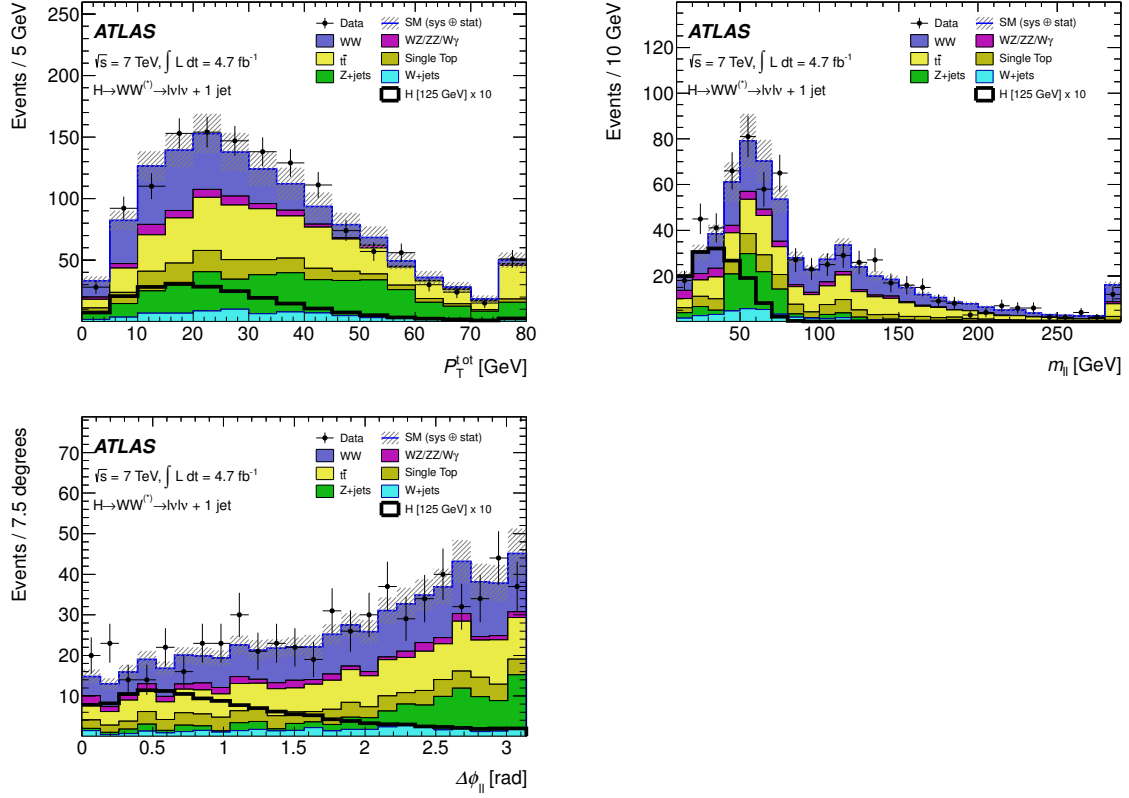 Events / 5 GeV
250
200
150
100
50
ATLAS
√s = 7 TeV, ∫ L dt = 4.7 fb⁻¹
H→WW⁽*⁾→lνlν + 1 jet
Data
WW
tt̄
Z+jets
SM (sys ⊕ stat)
WZ/ZZ/Wγ
Single Top
W+jets
H [125 GeV] x 10
0 10 20 30 40 50 60 70 80
P_T^tot [GeV]
Events / 10 GeV
140
120
100
80
60
40
20
ATLAS
√s = 7 TeV, ∫ L dt = 4.7 fb⁻¹
H→WW⁽*⁾→lνlν + 1 jet
Data
WW
tt̄
Z+jets
SM (sys ⊕ stat)
WZ/ZZ/Wγ
Single Top
W+jets
H [125 GeV] x 10
50 100 150 200 250
m_ll [GeV]
Events / 7.5 degrees
70
60
50
40
30
20
10
ATLAS
√s = 7 TeV, ∫ L dt = 4.7 fb⁻¹
H→WW⁽*⁾→lνlν + 1 jet
Data
WW
tt̄
Z+jets
SM (sys ⊕ stat)
WZ/ZZ/Wγ
Single Top
W+jets
H [125 GeV] x 10
0 0.5 1 1.5 2 2.5 3
Δϕ_ll [rad]